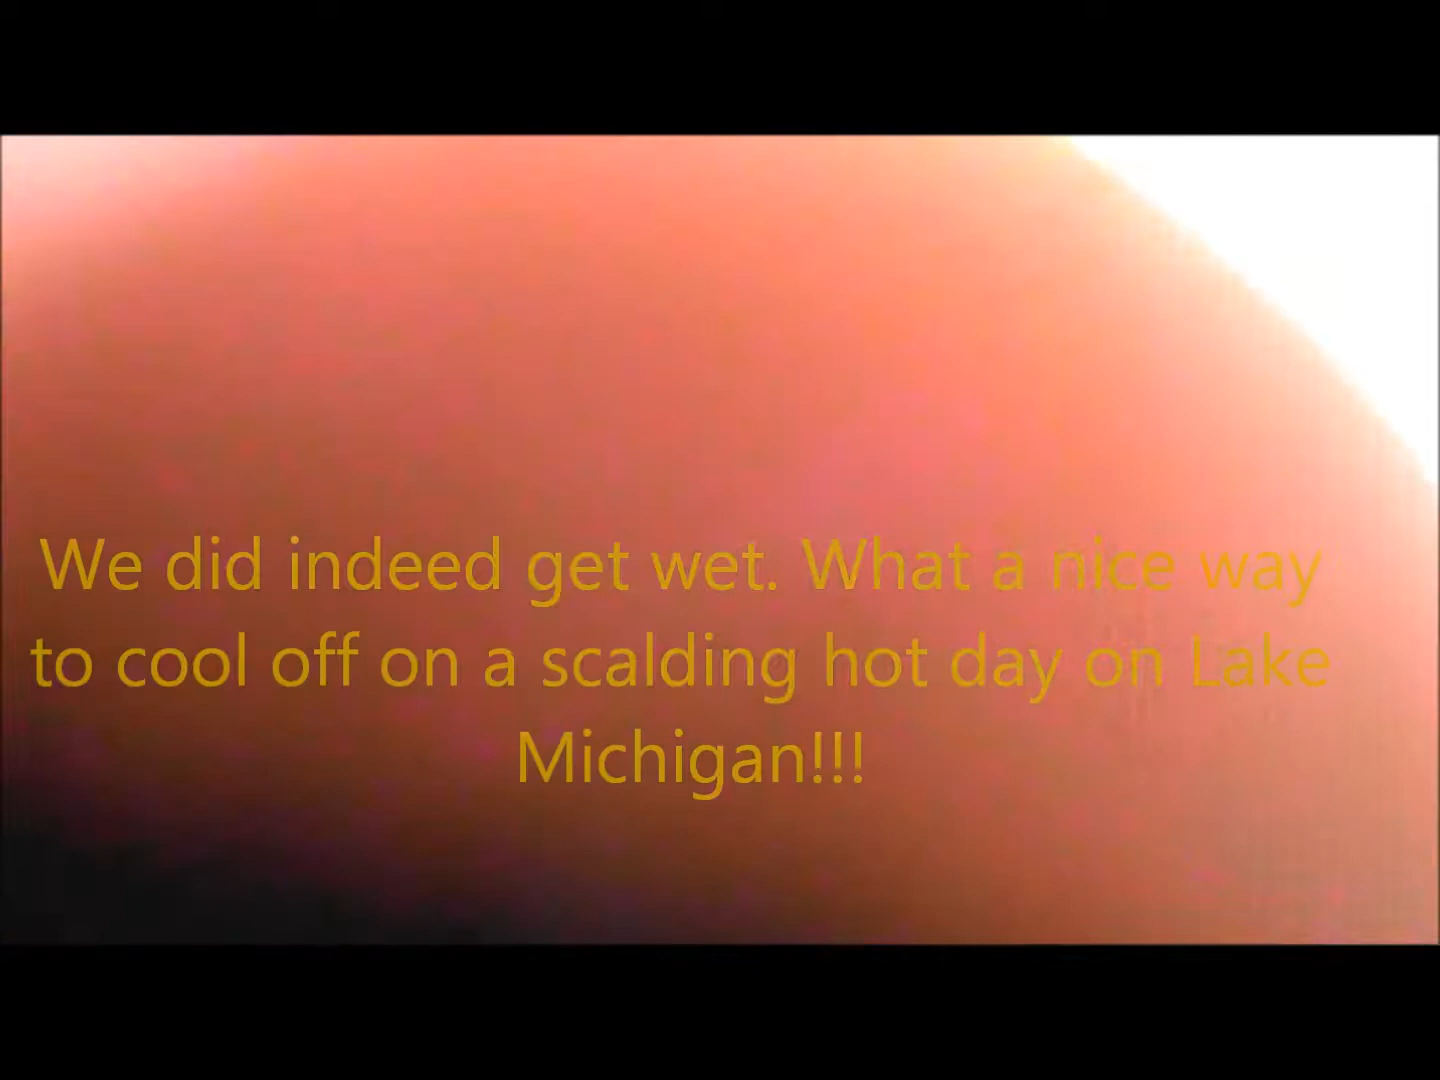 We did indeed get wet. What a nice way
to cool off on a scalding hot day on Lake
Michigan!!!